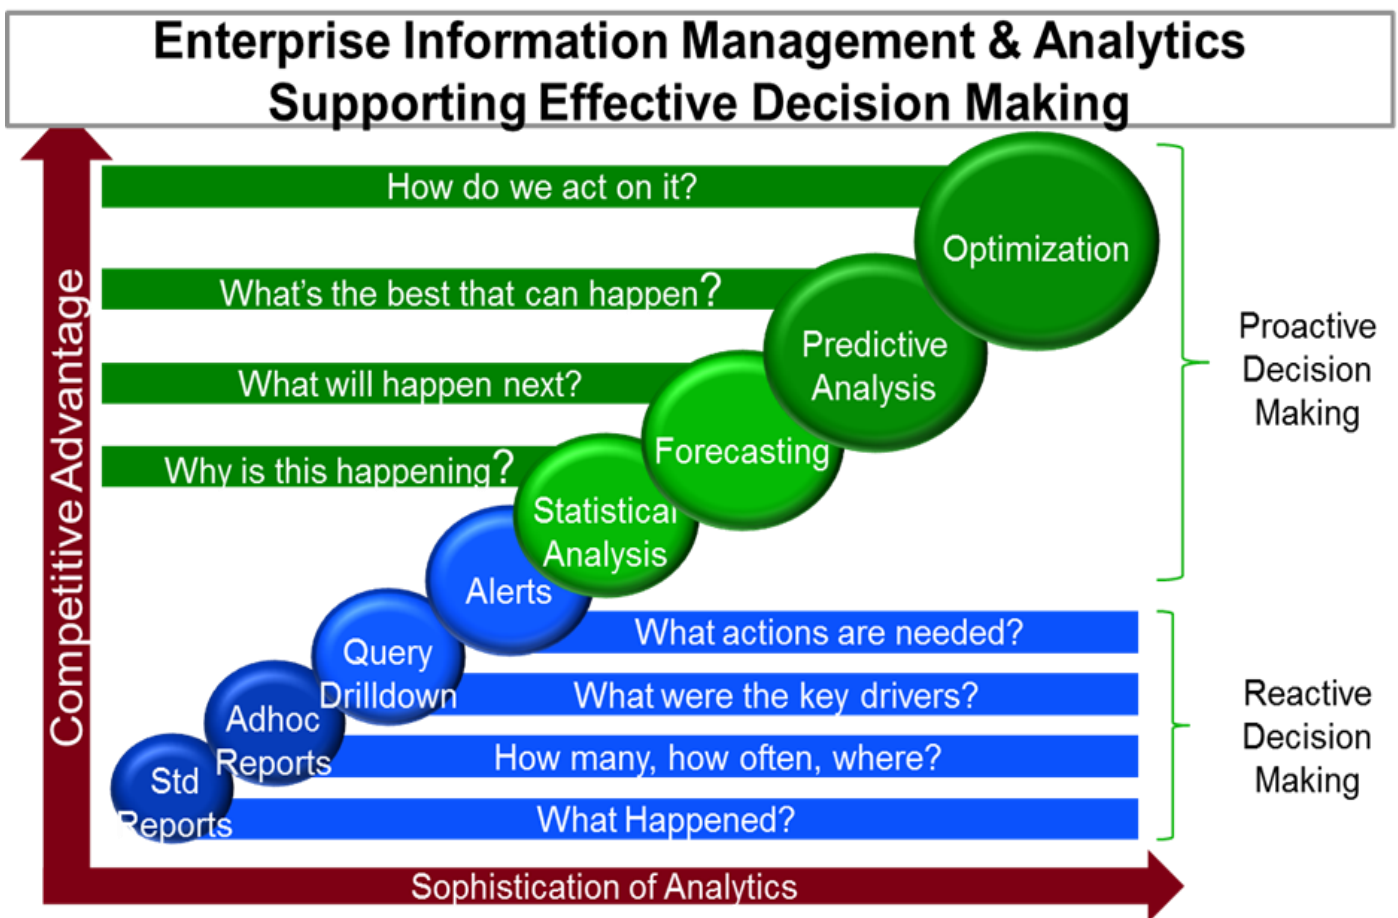 Enterprise Information Management & Analytics
Supporting Effective Decision Making
How do we act on it?
Optimization
What's the best that can happen?
Predictive
Analysis
What will happen next?
Forecasting
Why is this happening?
Statistical
Analysis
Proactive
Decision
Making
Competitive Advantage
Alerts
What actions are needed?
Query
Drilldown
What were the key drivers?
Adhoc
Reports
How many, how often, where?
Std
Reports
What Happened?
Reactive
Decision
Making
Sophistication of Analytics